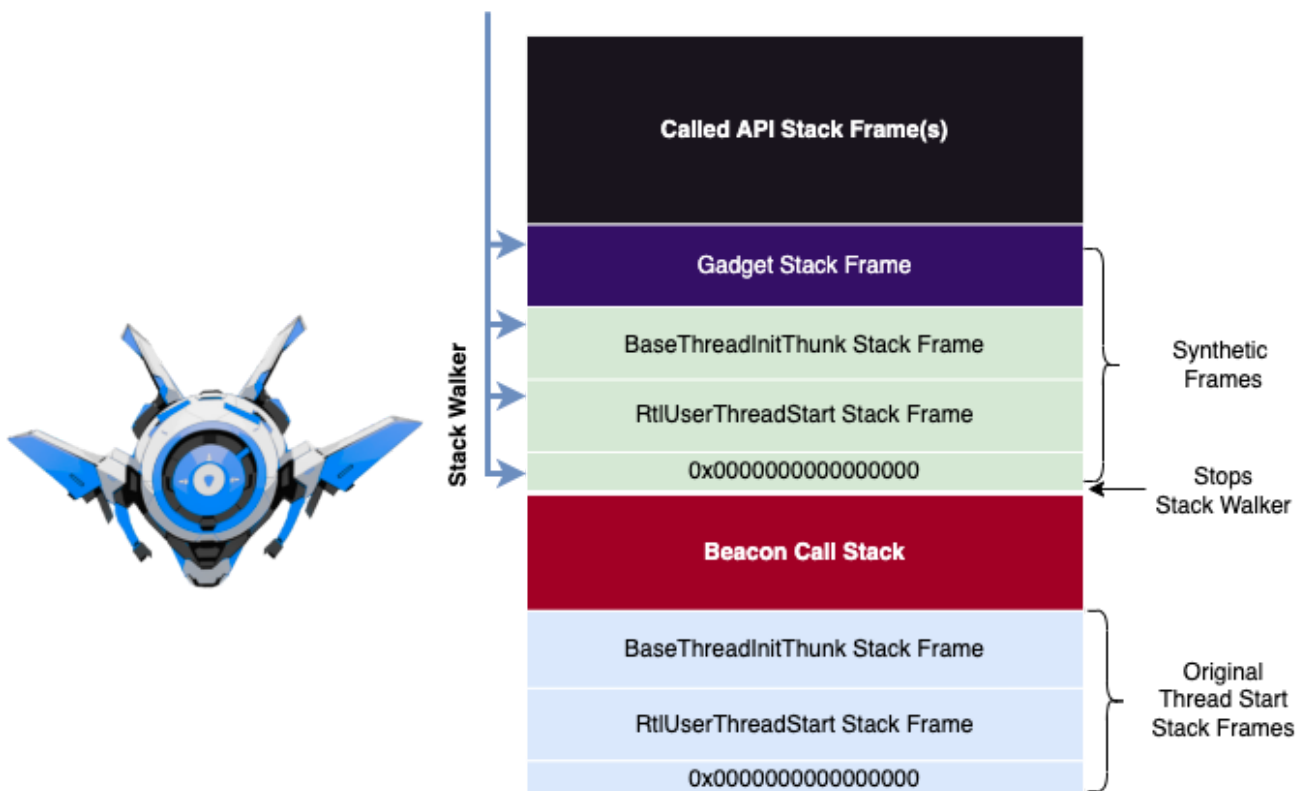 Called API Stack Frame(s)
Gadget Stack Frame
BaseThreadInitThunk Stack Frame
RtlUserThreadStart Stack Frame
0x0000000000000000
Stack Walker
Synthetic
Frames
Stops
Stack Walker
Beacon Call Stack
BaseThreadInitThunk Stack Frame
RtlUserThreadStart Stack Frame
0x0000000000000000
Original
Thread Start
Stack Frames